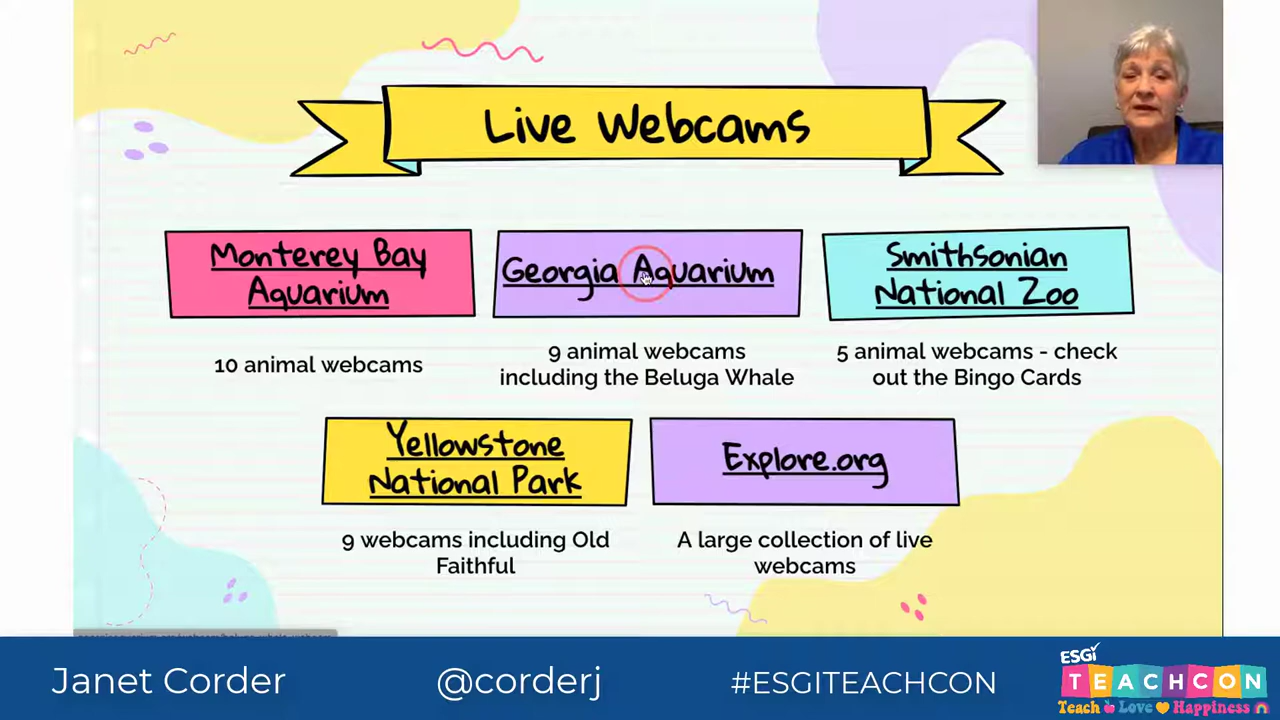 Live Webcams
Monterey Bay
Aquarium
Georgia Aquarium
Smithsonian
National Zoo
10 animal webcams
9 animal webcams
including the Beluga Whale
5 animal webcams - check
out the Bingo Cards
Yellowstone
National Park
Explore.org
9 webcams including Old
Faithful
A large collection of live
webcams
Janet Corder
@corderj
#ESGITEACHCON
ESGi
TEACHCON
Teach Love Happiness